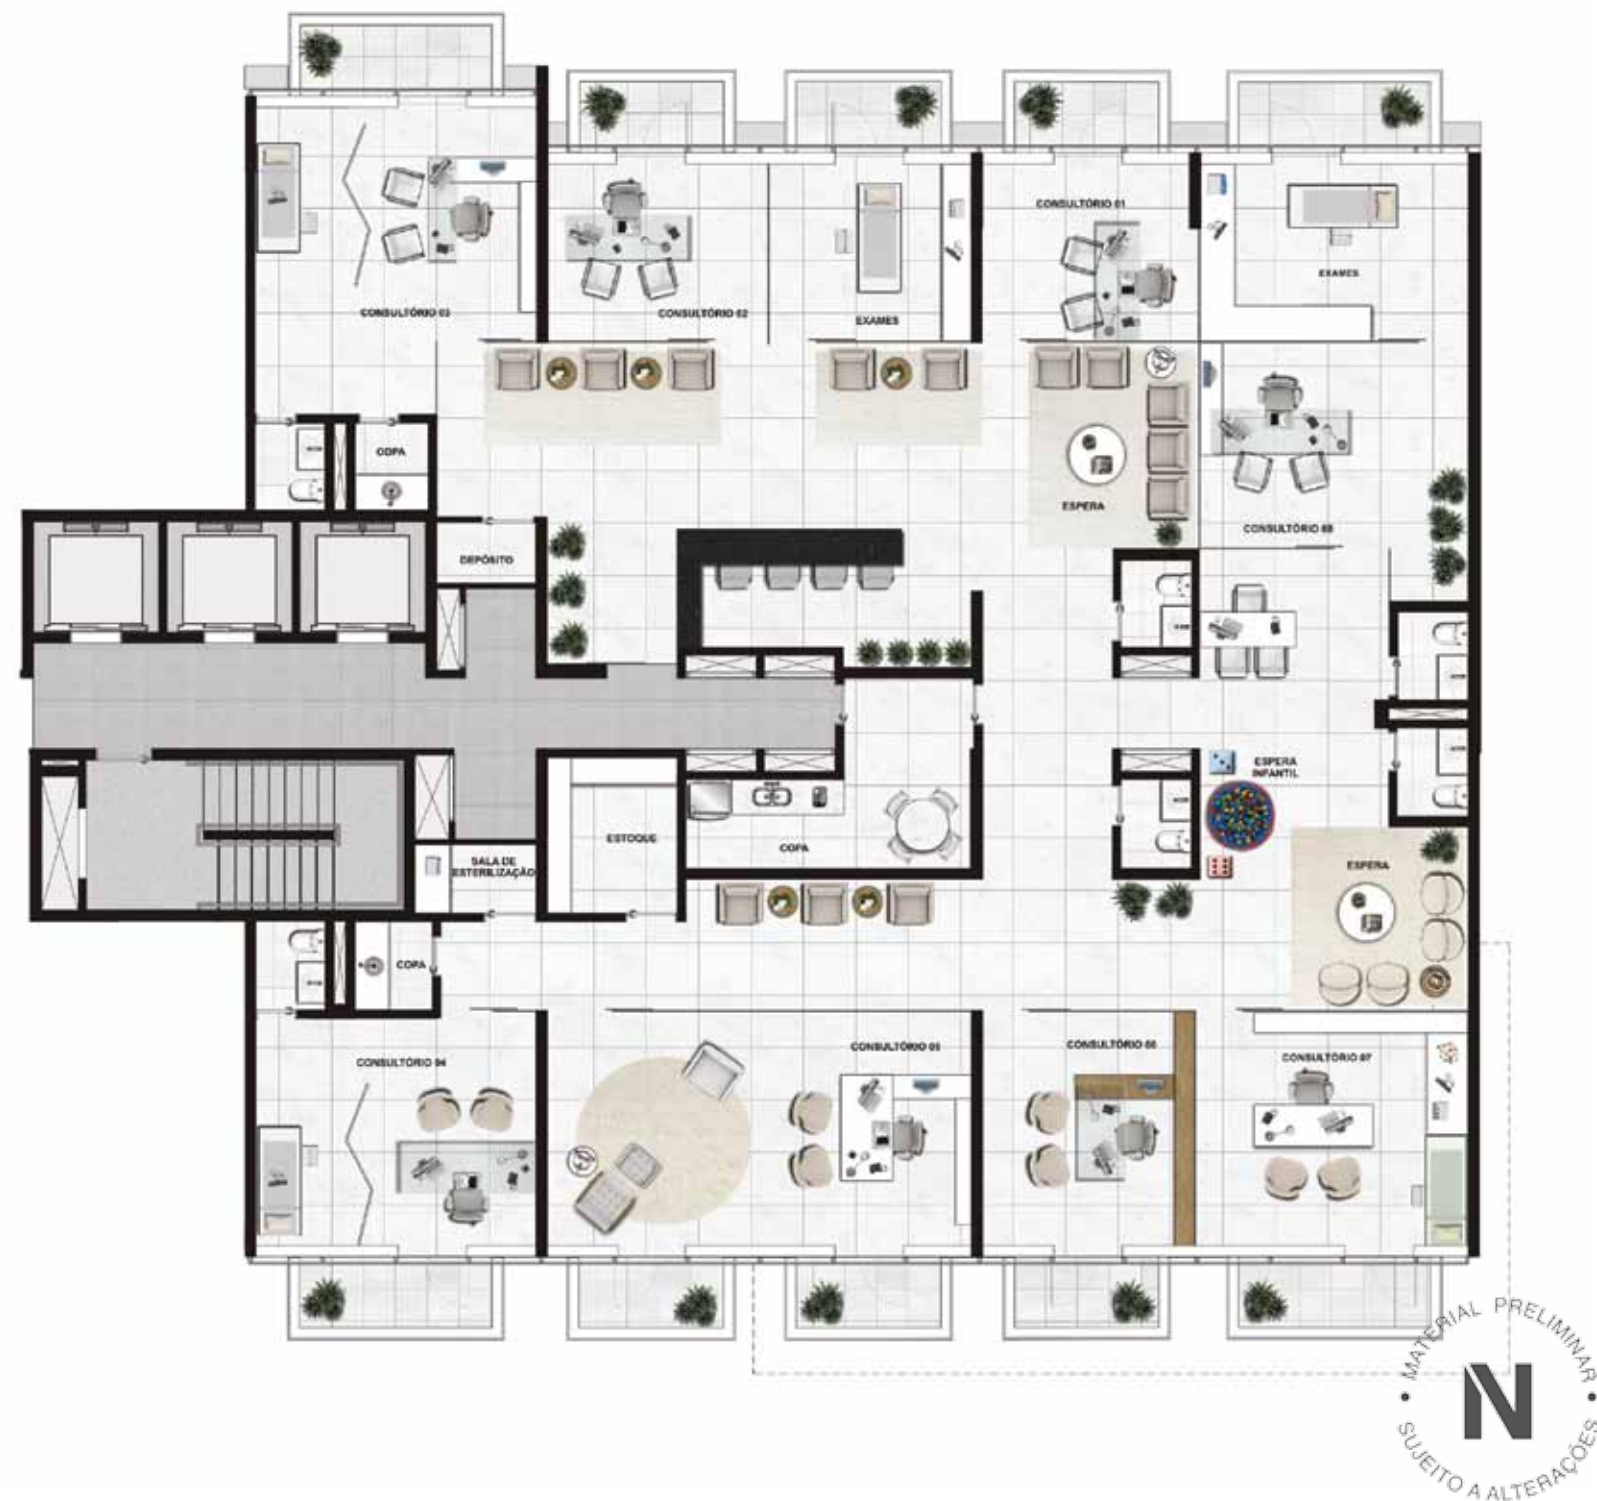 CONSULTÓRIO 01
EXAMES
CONSULTÓRIO 03
CONSULTÓRIO 02
EXAMES
COPA
ESPERA
CONSULTÓRIO 08
DEPÓSITO
ESPERA
INFANTIL
ESTOQUE
COPA
SALA DE
ESTERILIZAÇÃO
ESPERA
COPA
CONSULTÓRIO 04
CONSULTÓRIO 05
CONSULTÓRIO 06
CONSULTÓRIO 07
MATERIAL PRELIMINAR
N
SUJEITO A ALTERAÇÕES